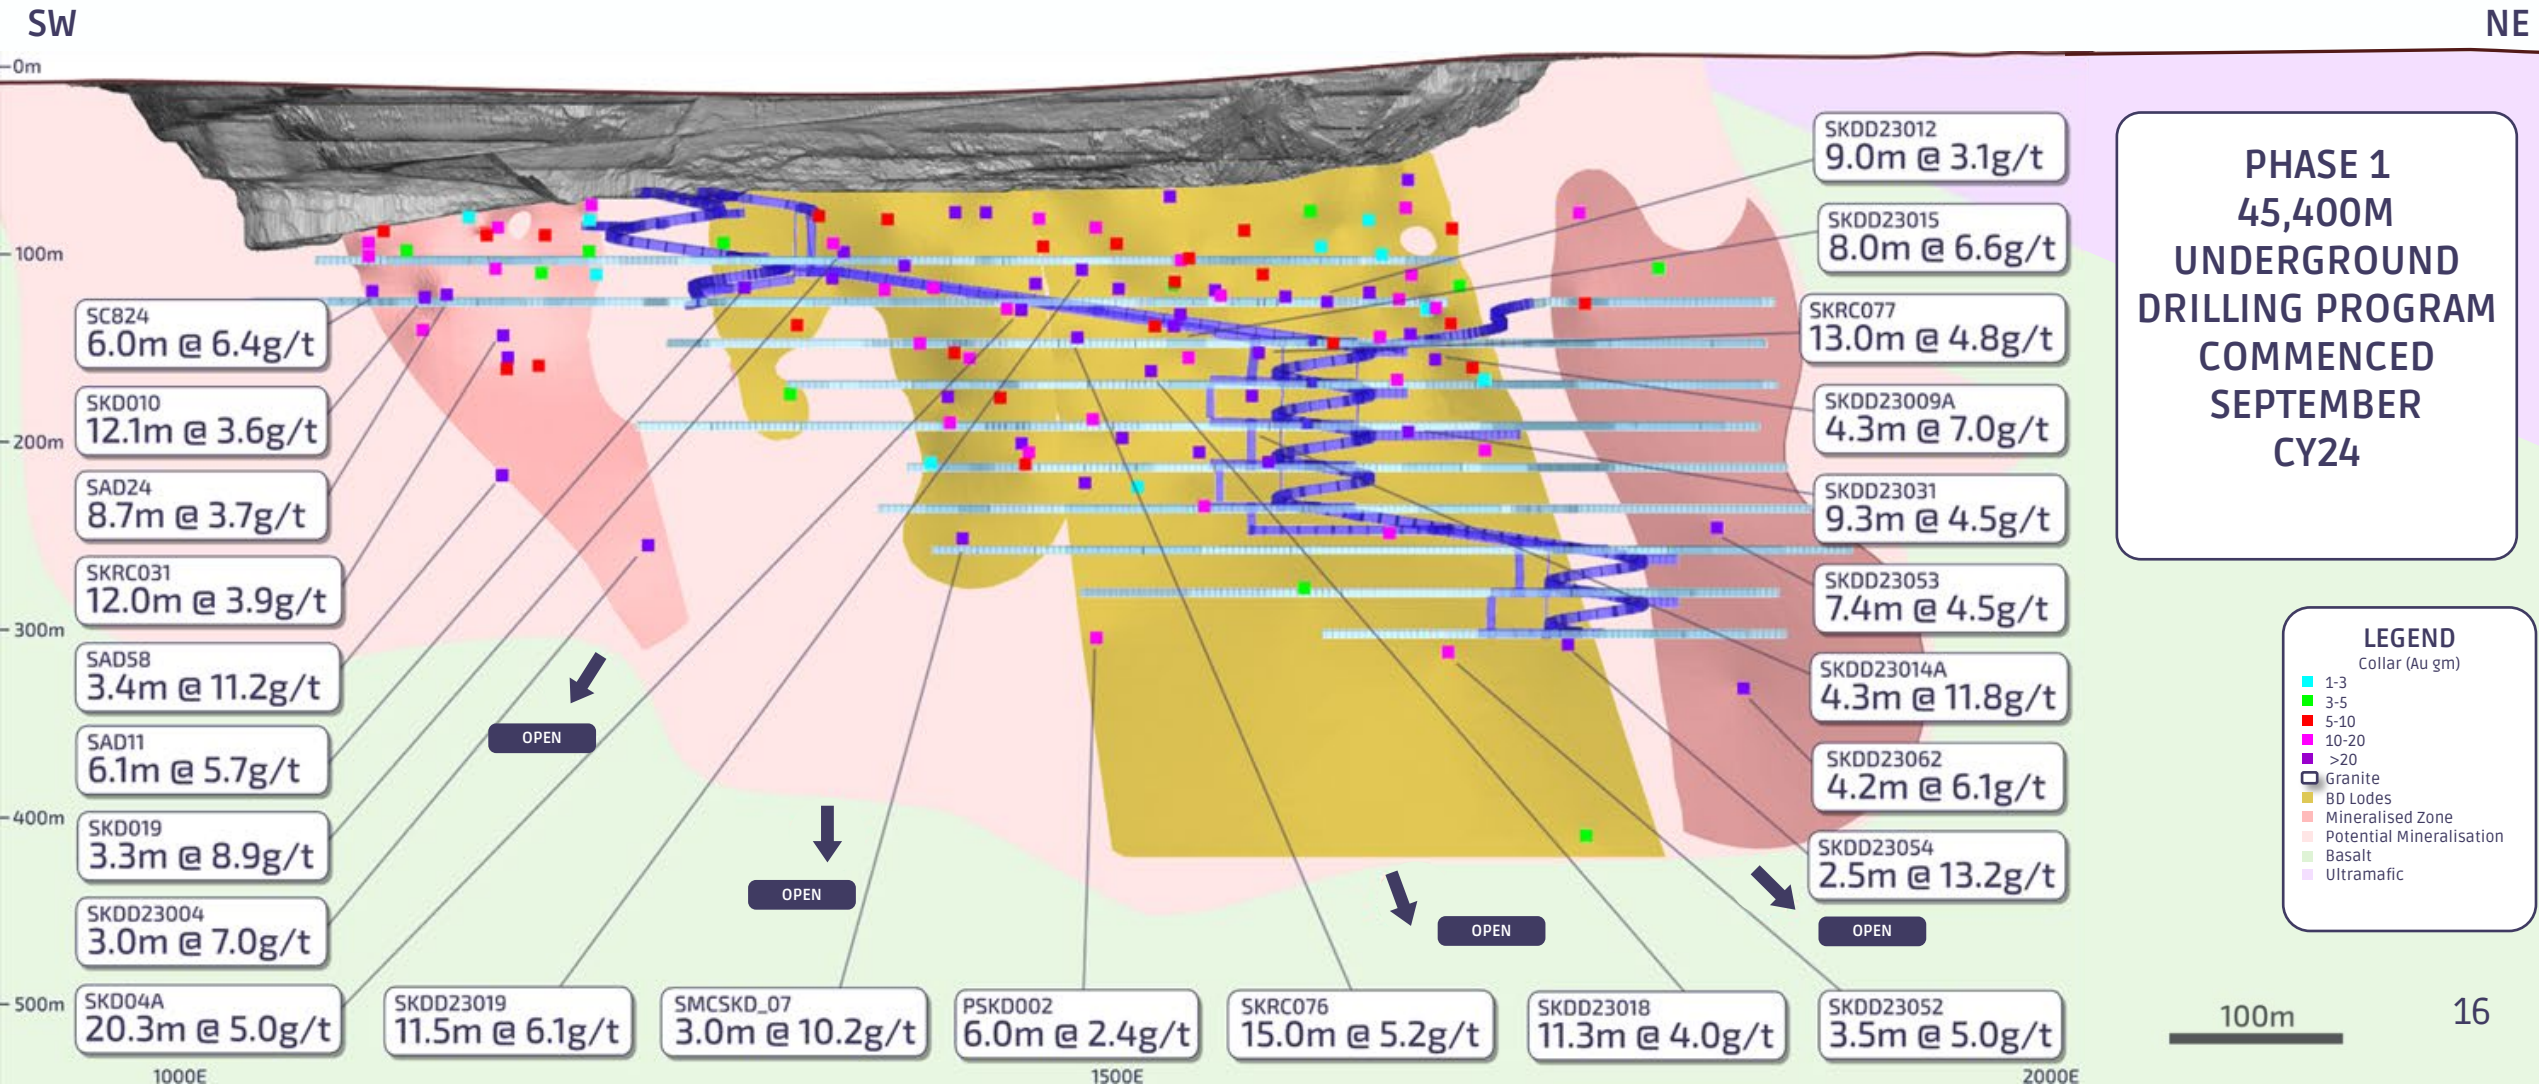 SW
NE
0m
100m
200m
300m
400m
500m
SC824
6.0m @ 6.4g/t
SKD010
12.1m @ 3.6g/t
SAD24
8.7m @ 3.7g/t
SKRC031
12.0m @ 3.9g/t
SAD58
3.4m @ 11.2g/t
SAD11
6.1m @ 5.7g/t
SKD019
3.3m @ 8.9g/t
SKDD23004
3.0m @ 7.0g/t
SKD04A
20.3m @ 5.0g/t
SKDD23019
11.5m @ 6.1g/t
SMCSKD_07
3.0m @ 10.2g/t
PSKD002
6.0m @ 2.4g/t
SKRC076
15.0m @ 5.2g/t
SKDD23018
11.3m @ 4.0g/t
SKDD23052
3.5m @ 5.0g/t
SKDD23012
9.0m @ 3.1g/t
SKDD23015
8.0m @ 6.6g/t
SKRC077
13.0m @ 4.8g/t
SKDD23009A
4.3m @ 7.0g/t
SKDD23031
9.3m @ 4.5g/t
SKDD23053
7.4m @ 4.5g/t
SKDD23014A
4.3m @ 11.8g/t
SKDD23062
4.2m @ 6.1g/t
SKDD23054
2.5m @ 13.2g/t
OPEN
OPEN
OPEN
OPEN
PHASE 1
45,400M
UNDERGROUND
DRILLING PROGRAM
COMMENCED
SEPTEMBER
CY24
LEGEND
Collar (Au gm)
1-3
3-5
5-10
10-20
>20
Granite
BD Lodes
Mineralised Zone
Potential Mineralisation
Basalt
Ultramafic
100m
16
1000E
1500E
2000E